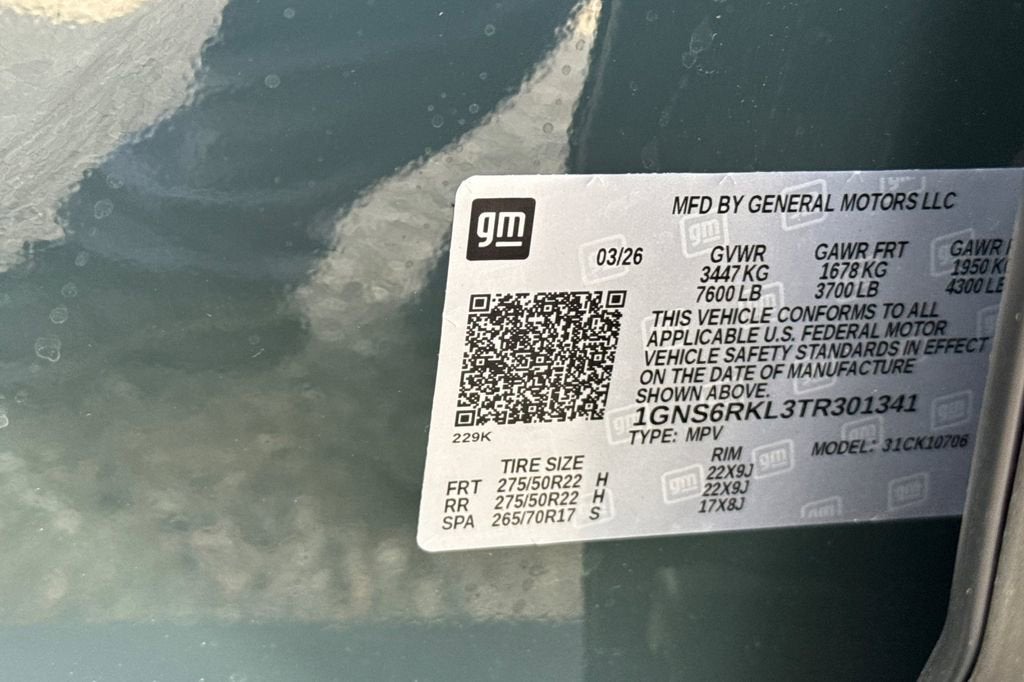 gm
MFD BY GENERAL MOTORS LLC
03/26 GVWR GAWR FRT GAWR
3447 KG 1678 KG 1950
7600 LB 3700 LB 4300
THIS VEHICLE CONFORMS TO ALL
APPLICABLE U.S. FEDERAL MOTOR
VEHICLE SAFETY STANDARDS IN EFFECT
ON THE DATE OF MANUFACTURE
SHOWN ABOVE.
1GNS6RKL3TR301341
229K
TYPE: MPV MODEL: 31CK10706
TIRE SIZE RIM
FRT 275/50R22 H 22X9J
RR 275/50R22 H 22X9J
SPA 265/70R17 S 17X8J